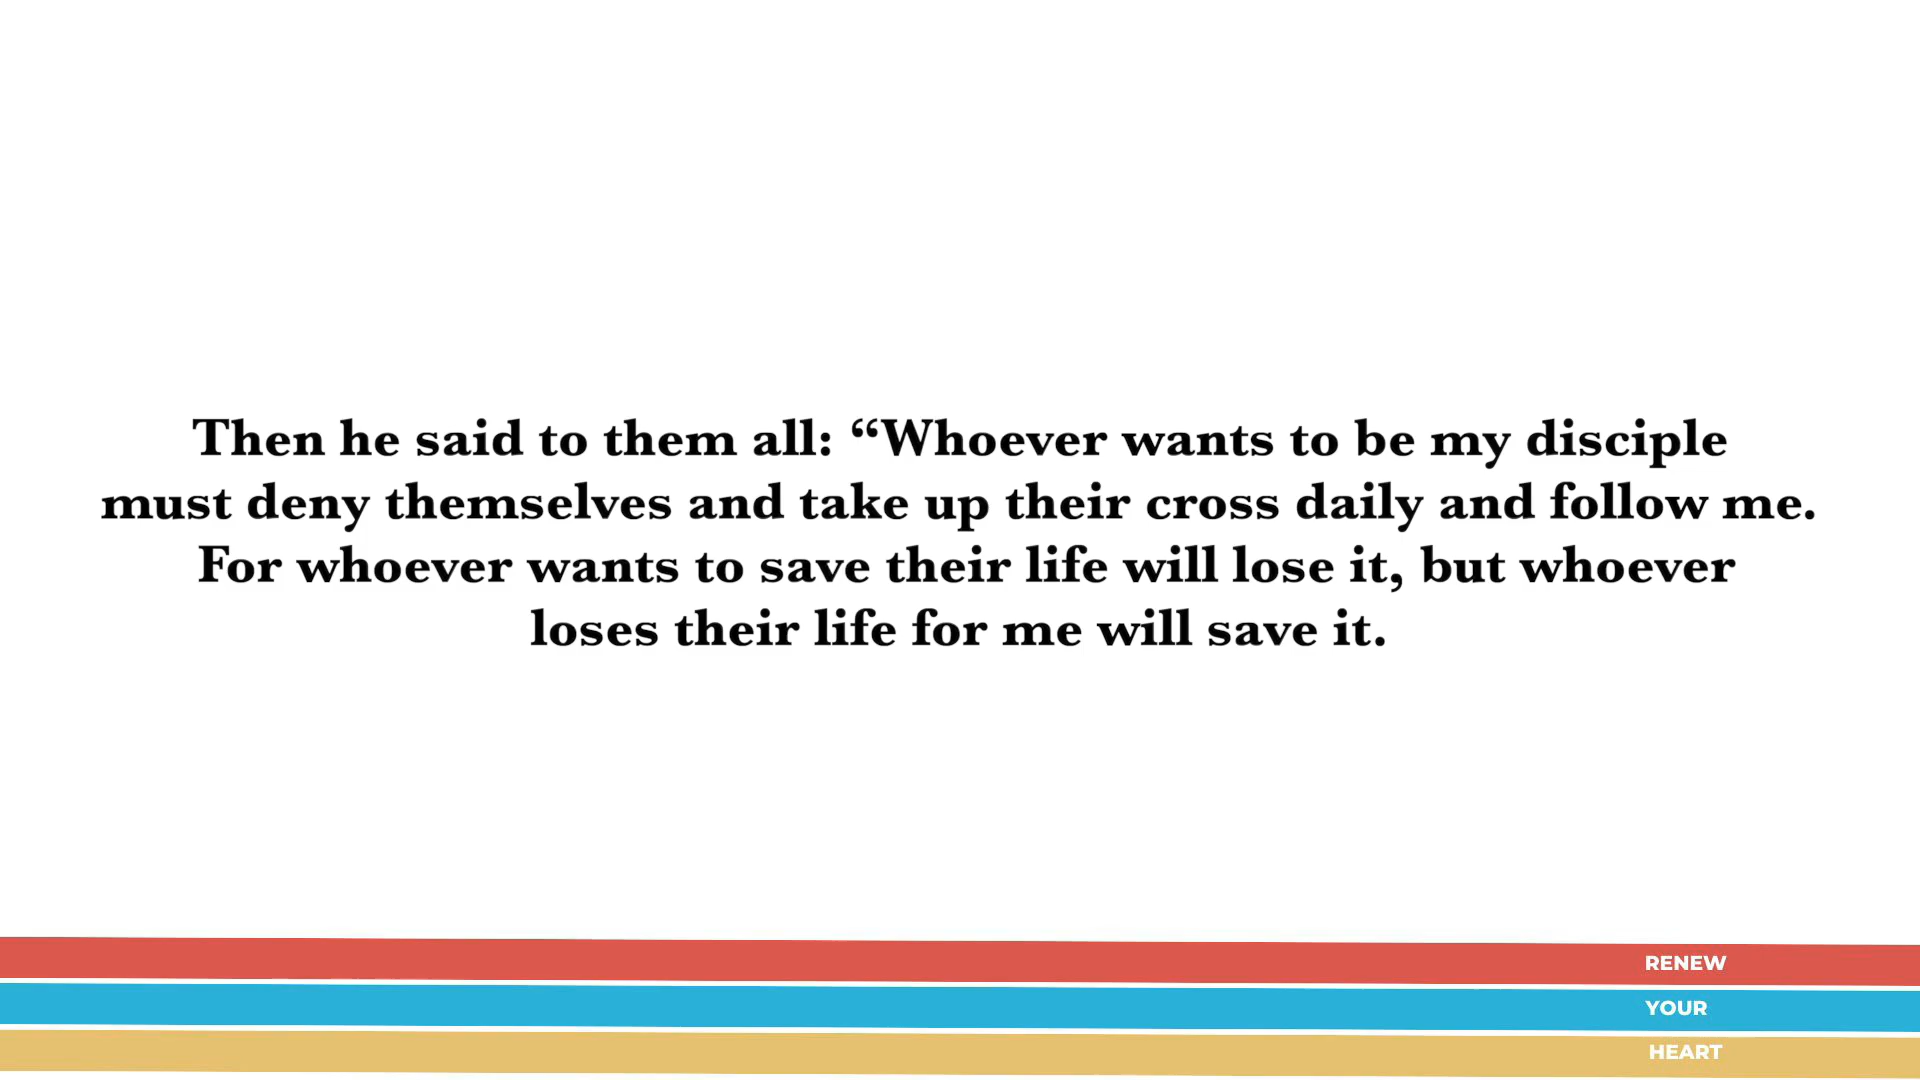 Then he said to them all: “Whoever wants to be my disciple
must deny themselves and take up their cross daily and follow me.
For whoever wants to save their life will lose it, but whoever
loses their life for me will save it.
RENEW
YOUR
HEART